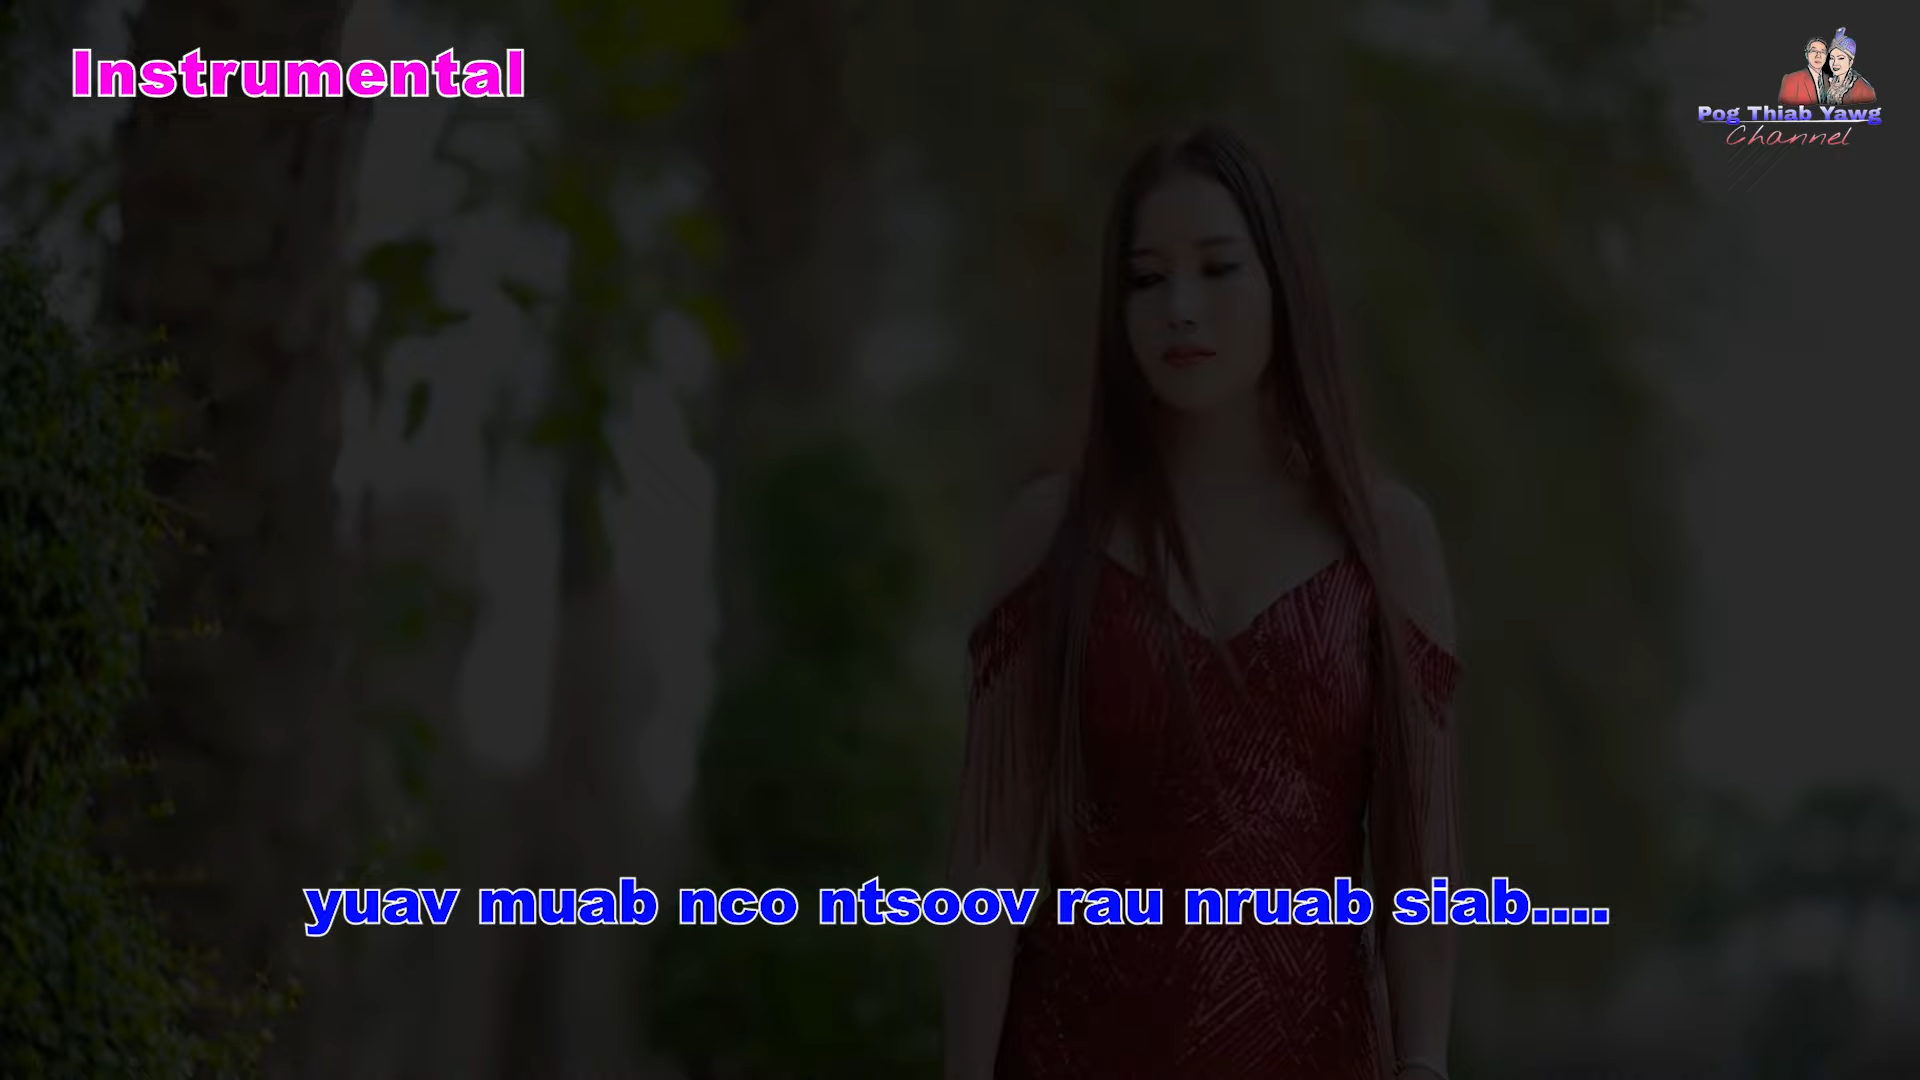 Instrumental
Pog Thiab Yawg
Channel
yuav muab nco ntsoov rau nruab siab....